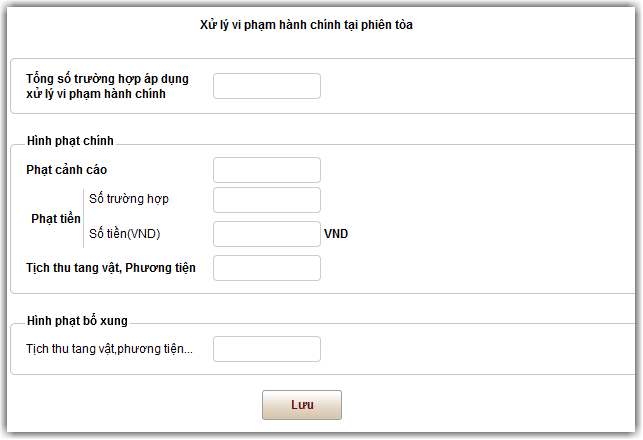 Xử lý vi phạm hành chính tại phiên tòa
Tổng số trường hợp áp dụng
xử lý vi phạm hành chính
Hình phạt chính
Phạt cảnh cáo
Số trường hợp
Phạt tiền
Số tiền(VND)
VND
Tịch thu tang vật, Phương tiện
Hình phạt bổ xung
Tịch thu tang vật,phương tiện...
Lưu